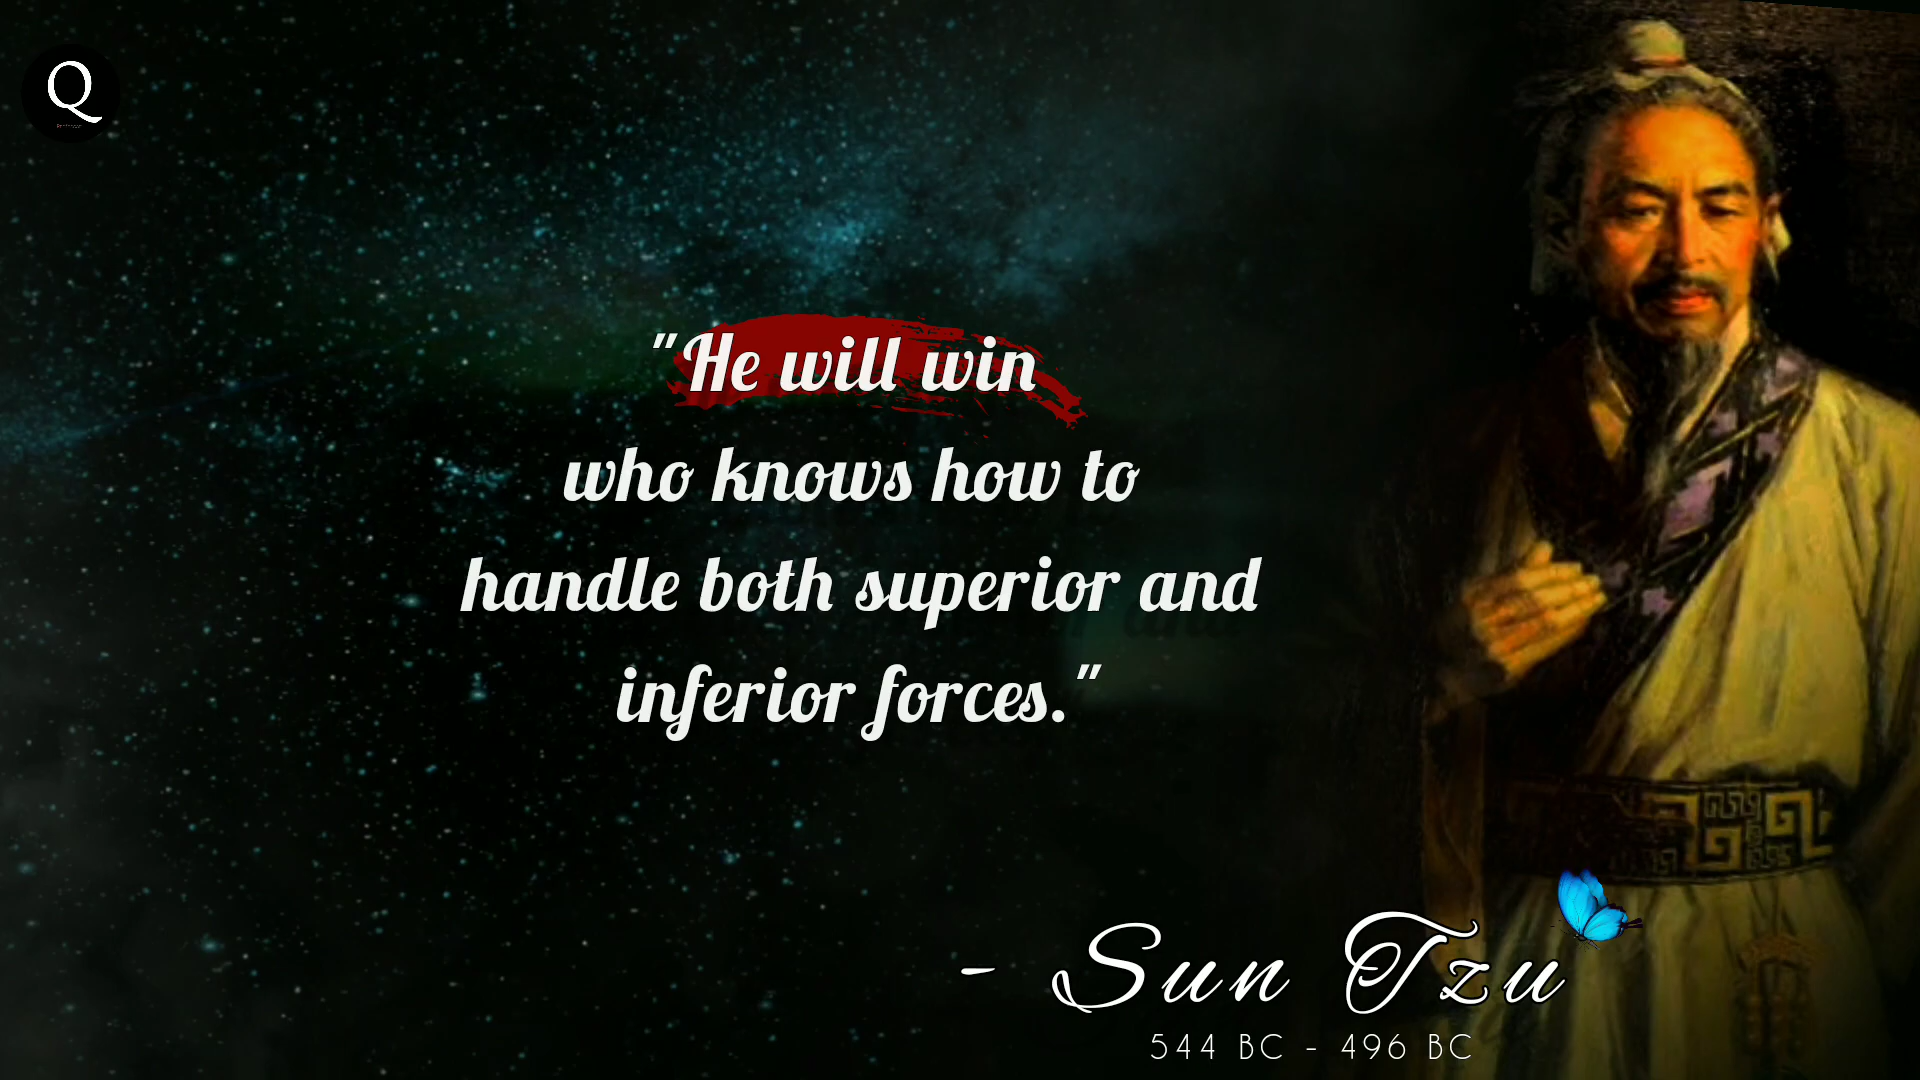 Q
"He will win
who knows how to
handle both superior and
inferior forces."
- Sun Tzu
544 BC - 496 BC